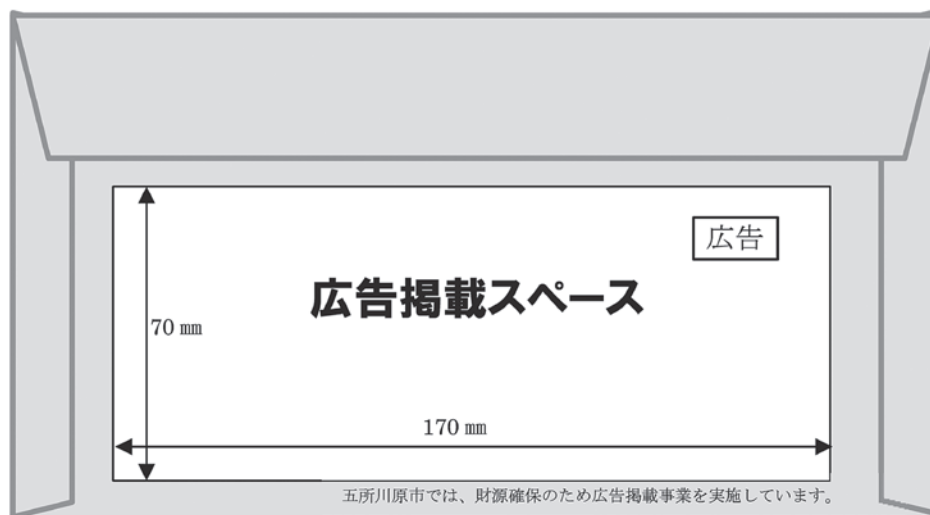 広告
広告掲載スペース
70 ㎜
170 ㎜
五所川原市では、財源確保のため広告掲載事業を実施しています。